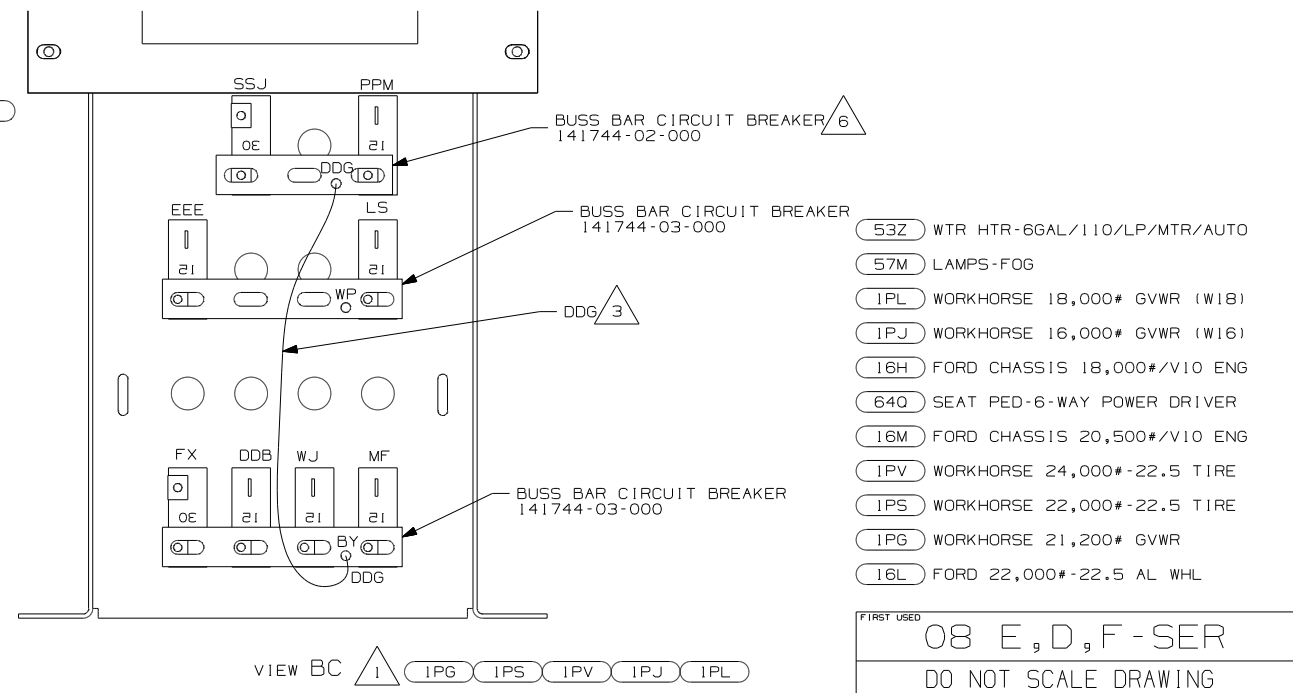 SSJ PPM
30 15
DDG
BUSS BAR CIRCUIT BREAKER 6
141744-02-000
EEE LS
15 15
WP
BUSS BAR CIRCUIT BREAKER
141744-03-000
DDG 3
FX DDB WJ MF
30 15 15 15
BY
DDG
BUSS BAR CIRCUIT BREAKER
141744-03-000
VIEW BC 1 1PG 1PS 1PV 1PJ 1PL
53Z WTR HTR-6GAL/110/LP/MTR/AUTO
57M LAMPS-FOG
1PL WORKHORSE 18,000# GVWR (W18)
1PJ WORKHORSE 16,000# GVWR (W16)
16H FORD CHASSIS 18,000#/V10 ENG
64Q SEAT PED-6-WAY POWER DRIVER
16M FORD CHASSIS 20,500#/V10 ENG
1PV WORKHORSE 24,000#-22.5 TIRE
1PS WORKHORSE 22,000#-22.5 TIRE
1PG WORKHORSE 21,200# GVWR
16L FORD 22,000#-22.5 AL WHL
FIRST USED
08 E,D,F-SER
DO NOT SCALE DRAWING